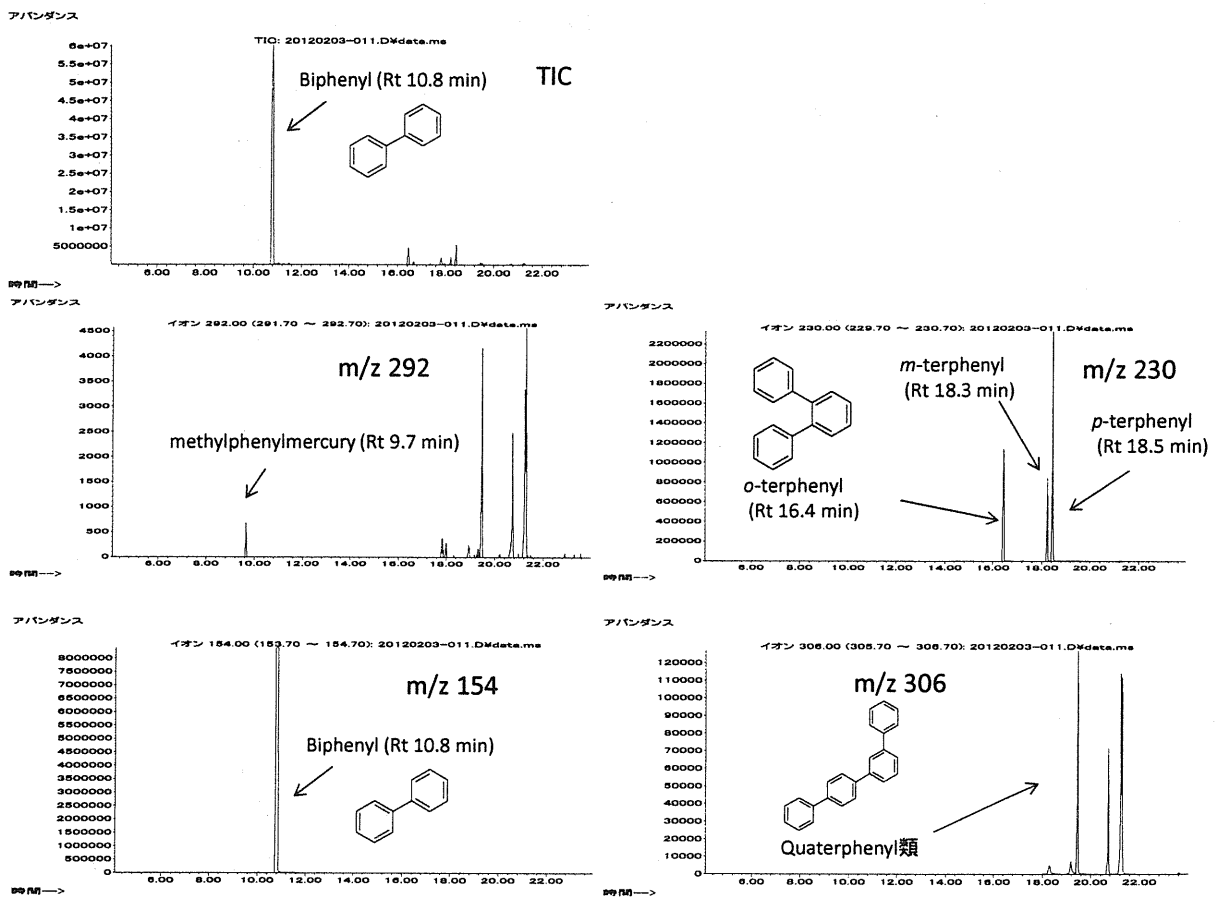 アバンダンス
TIC: 20120203-011.D¥data.ms
6e+07
5.5e+07
5e+07
4.5e+07
4e+07
3.5e+07
3e+07
2.5e+07
2e+07
1.5e+07
1e+07
5000000
Biphenyl (Rt 10.8 min)
TIC
6.00 8.00 10.00 12.00 14.00 16.00 18.00 20.00 22.00
時間-->
アバンダンス
イオン 292.00 (291.70 ～ 292.70): 20120203-011.D¥data.ms
4500
4000
3500
3000
2500
2000
1500
1000
500
0
m/z 292
methylphenylmercury (Rt 9.7 min)
6.00 8.00 10.00 12.00 14.00 16.00 18.00 20.00 22.00
時間-->
アバンダンス
イオン 230.00 (229.70 ～ 230.70): 20120203-011.D¥data.ms
2200000
2000000
1800000
1600000
1400000
1200000
1000000
800000
600000
400000
200000
0
m-terphenyl
(Rt 18.3 min)
m/z 230
p-terphenyl
(Rt 18.5 min)
o-terphenyl
(Rt 16.4 min)
6.00 8.00 10.00 12.00 14.00 16.00 18.00 20.00 22.00
時間-->
アバンダンス
イオン 154.00 (153.70 ～ 154.70): 20120203-011.D¥data.ms
8000000
7500000
7000000
6500000
6000000
5500000
5000000
4500000
4000000
3500000
3000000
2500000
2000000
1500000
1000000
500000
0
m/z 154
Biphenyl (Rt 10.8 min)
6.00 8.00 10.00 12.00 14.00 16.00 18.00 20.00 22.00
時間-->
アバンダンス
イオン 306.00 (305.70 ～ 306.70): 20120203-011.D¥data.ms
120000
110000
100000
90000
80000
70000
60000
50000
40000
30000
20000
10000
0
m/z 306
Quaterphenyl類
6.00 8.00 10.00 12.00 14.00 16.00 18.00 20.00 22.00
時間-->